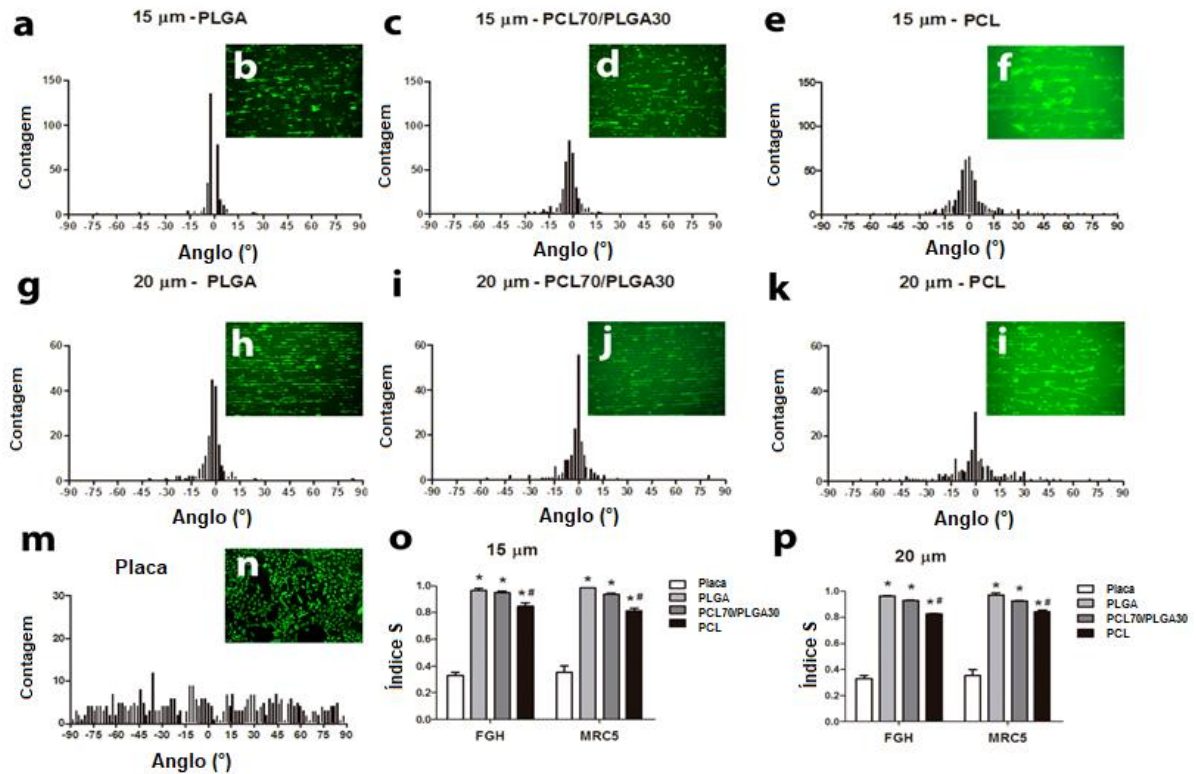 a 15 μm -PLGA c 15 μm - PCL70/PLGA30 e 15 μm - PCL
b d f
Contagem 150 100 50 0
-90 -75 -60 -45 -30 -15 0 15 30 45 60 75 90
Anglo (°)
Contagem 150 100 50 0
-90 -75 -60 -45 -30 -15 0 15 30 45 60 75 90
Anglo (°)
Contagem 150 100 50 0
-90 -75 -60 -45 -30 -15 0 15 30 45 60 75 90
Anglo (°)
g 20 μm - PLGA i 20 μm - PCL70/PLGA30 k 20 μm - PCL
h j i
Contagem 60 40 20 0
-90 -75 -60 -45 -30 -15 0 15 30 45 60 75 90
Anglo (°)
Contagem 60 40 20 0
-90 -75 -60 -45 -30 -15 0 15 30 45 60 75 90
Anglo (°)
Contagem 60 40 20 0
-90 -75 -60 -45 -30 -15 0 15 30 45 60 75 90
Anglo (°)
m Placa n
Contagem 30 20 10 0
-90 -75 -60 -45 -30 -15 0 15 30 45 60 75 90
Anglo (°)
o 15 μm
Índice S 1.0 0.8 0.6 0.4 0.2 0.0
* * *#
* * *#
FGH MRC5
Placa
PLGA
PCL70/PLGA30
PCL
p 20 μm
Índice S 1.0 0.8 0.6 0.4 0.2 0.0
* * *#
* * *#
FGH MRC5
Placa
PLGA
PCL70/PLGA30
PCL